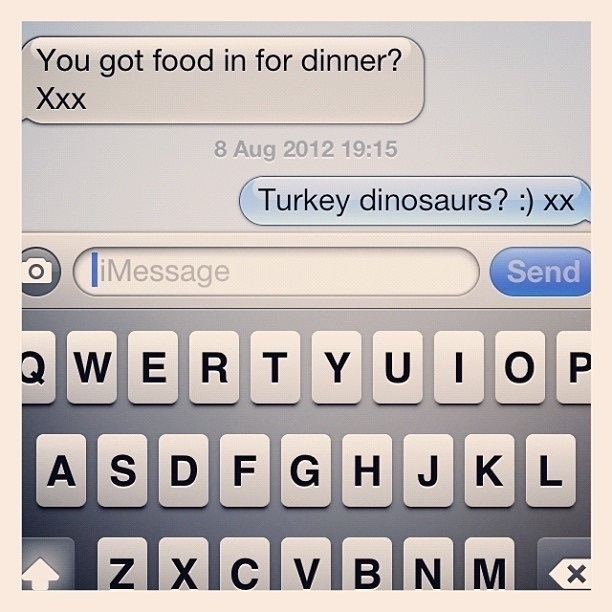 You got food in for dinner?
Xxx
8 Aug 2012 19:15
Turkey dinosaurs? :) xx
iMessage
Send
Q W E R T Y U I O P
A S D F G H J K L
Z X C V B N M